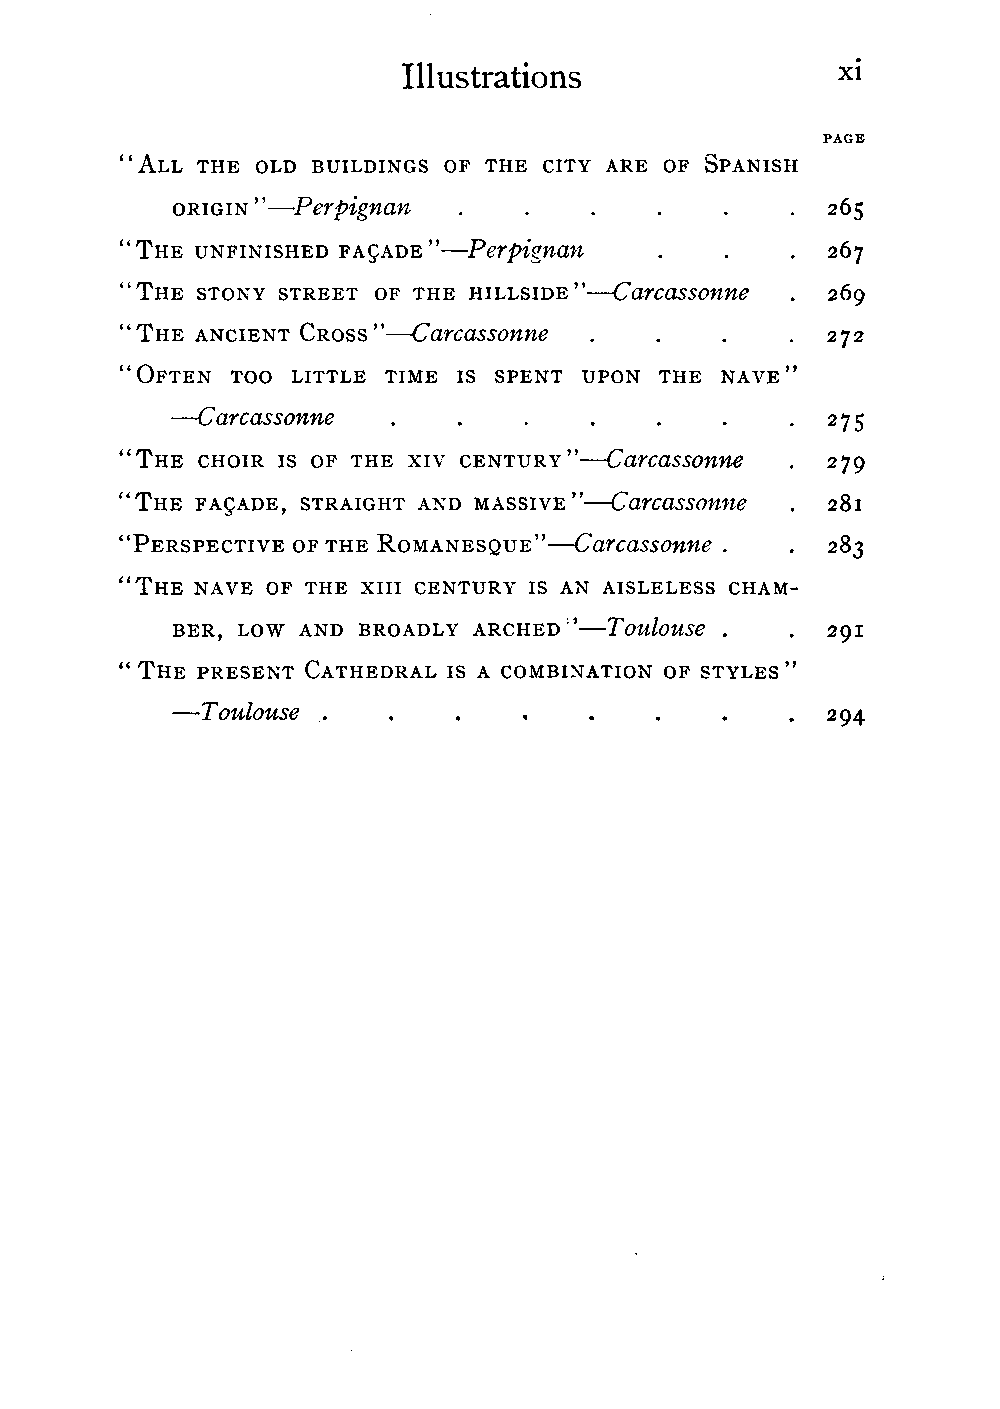 Illustrations xi
PAGE
"ALL THE OLD BUILDINGS OF THE CITY ARE OF SPANISH
ORIGIN"—Perpignan . . . . . . 265
"THE UNFINISHED FAÇADE"—Perpignan . . . 267
"THE STONY STREET OF THE HILLSIDE"—Carcassonne . 269
"THE ANCIENT CROSS"—Carcassonne . . . . 272
"OFTEN TOO LITTLE TIME IS SPENT UPON THE NAVE"
—Carcassonne . . . . . . . 275
"THE CHOIR IS OF THE XIV CENTURY"—Carcassonne . 279
"THE FAÇADE, STRAIGHT AND MASSIVE"—Carcassonne . 281
"PERSPECTIVE OF THE ROMANESQUE"—Carcassonne . . 283
"THE NAVE OF THE XIII CENTURY IS AN AISLELESS CHAM-
BER, LOW AND BROADLY ARCHED"—Toulouse . . 291
"THE PRESENT CATHEDRAL IS A COMBINATION OF STYLES"
—Toulouse . . . . . . . . 294